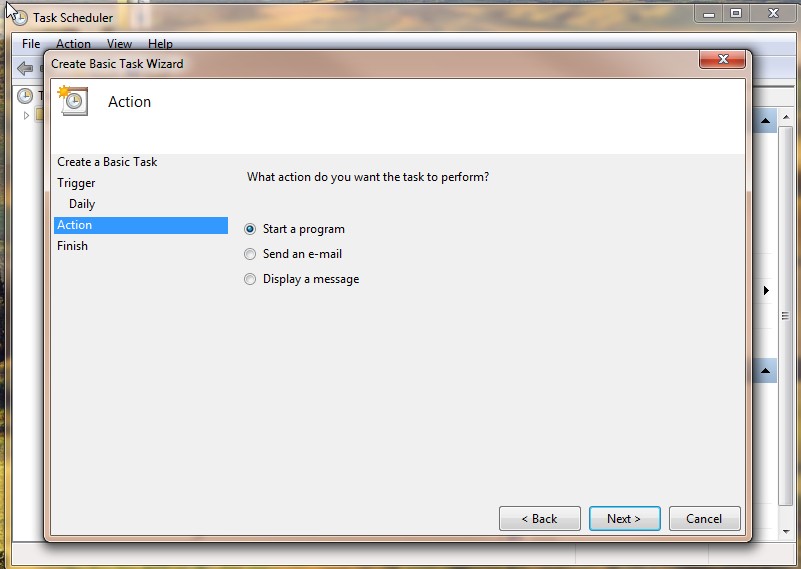 Task Scheduler
File Action View Help
Create Basic Task Wizard
Action
Create a Basic Task
Trigger
Daily
Action
Finish
What action do you want the task to perform?
Start a program
Send an e-mail
Display a message
< Back Next > Cancel